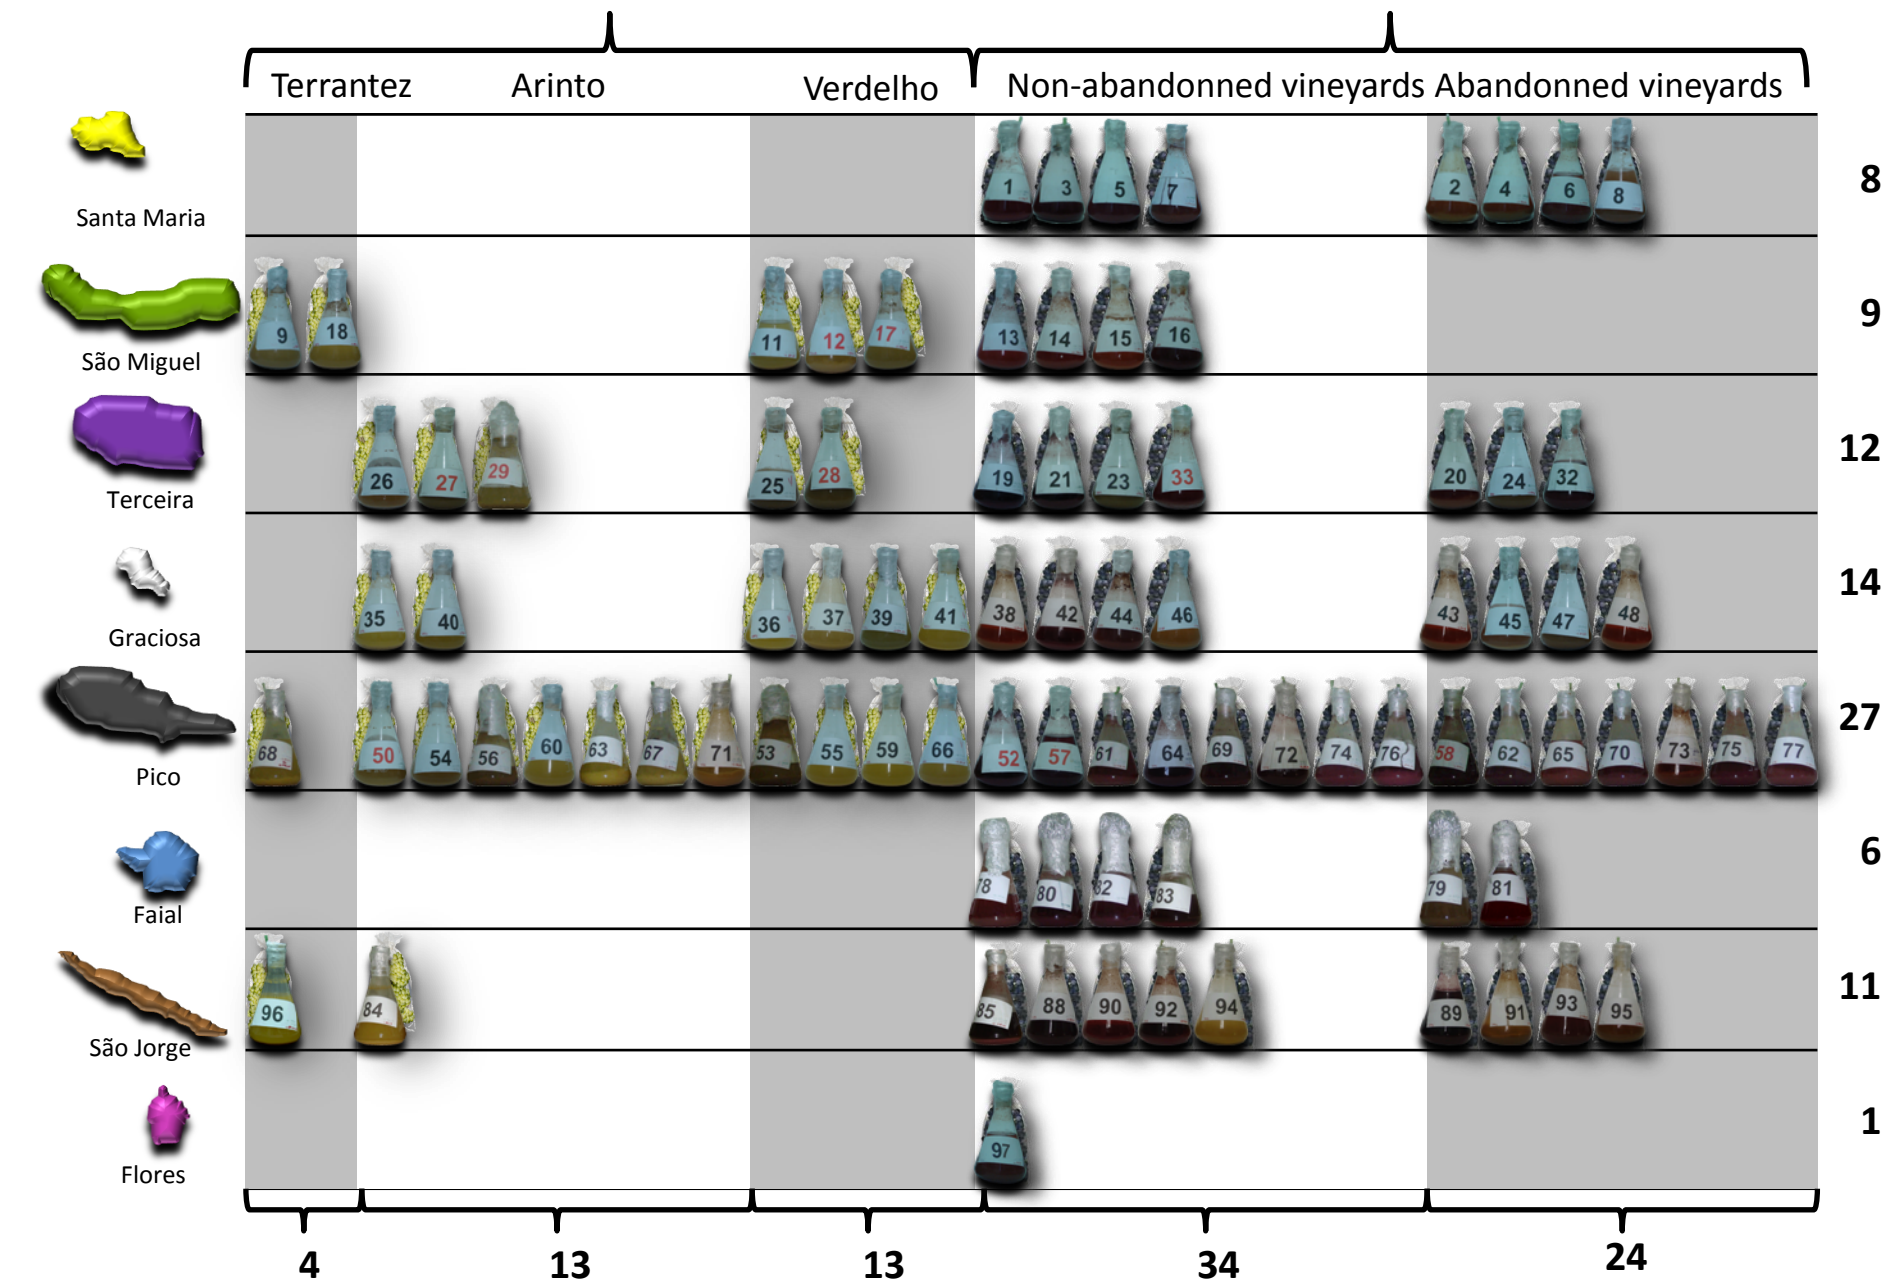 Terrantez Arinto Verdelho Non-abandonned vineyards Abandonned vineyards
1 3 5 7 2 4 6 8
8
Santa Maria
9 18 11 12 17 13 14 15 16
9
São Miguel
26 27 29 25 28 19 21 23 33 20 24 32
12
Terceira
35 40 36 37 39 41 38 42 44 46 43 45 47 48
14
Graciosa
68 50 54 56 60 63 67 71 53 55 59 66 52 57 61 64 69 72 74 76 58 62 65 70 73 75 77
27
Pico
78 80 82 83 79 81
6
Faial
96 84 85 88 90 92 94 89 91 93 95
11
São Jorge
97
1
Flores
4 13 13 34 24